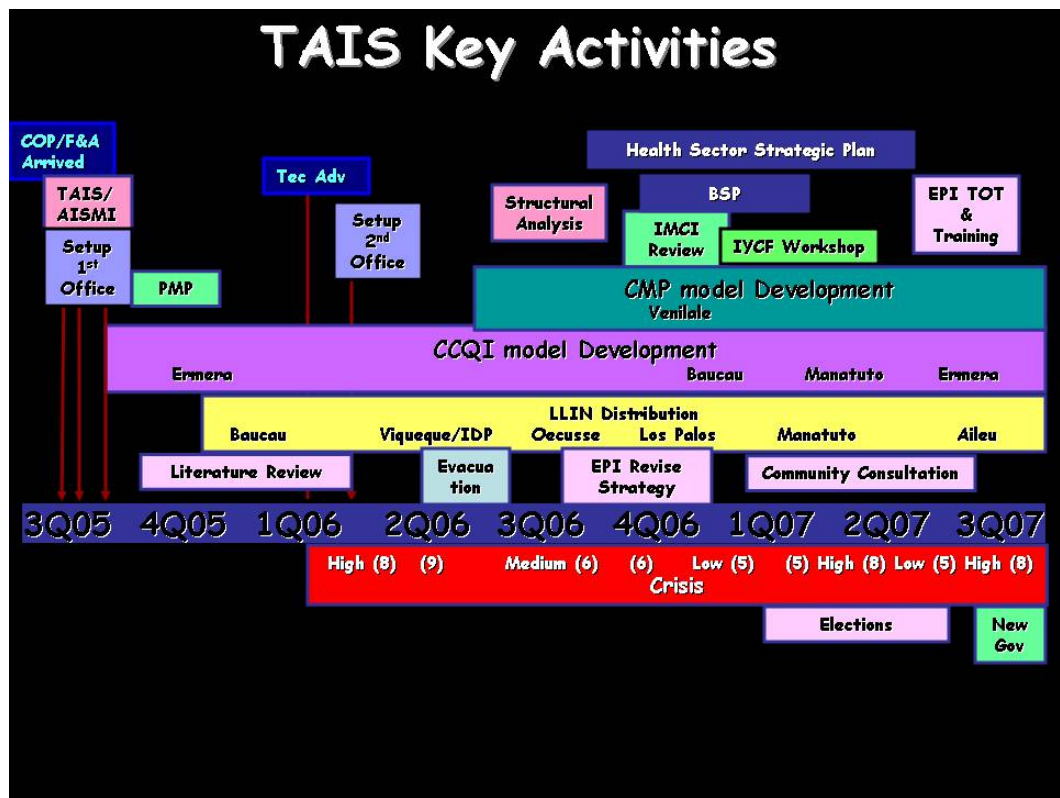 TAIS Key Activities
COP/F&A
Arrived
TAIS/
AISMI
Setup
1st
Office
PMP
Tec Adv
Setup
2nd
Office
Structural
Analysis
Health Sector Strategic Plan
BSP
IMCI
Review
IYCF Workshop
EPI TOT
&
Training
CMP model Development
Venilale
CCQI model Development
Ermera Baucau Manatuto Ermera
LLIN Distribution
Baucau Viqueque/IDP Oecusse Los Palos Manatuto Aileu
Literature Review
Evacua
tion
EPI Revise
Strategy
Community Consultation
3Q05 4Q05 1Q06 2Q06 3Q06 4Q06 1Q07 2Q07 3Q07
High (8) (9) Medium (6) (6) Low (5) (5) High (8) Low (5) High (8)
Crisis
Elections
New
Gov